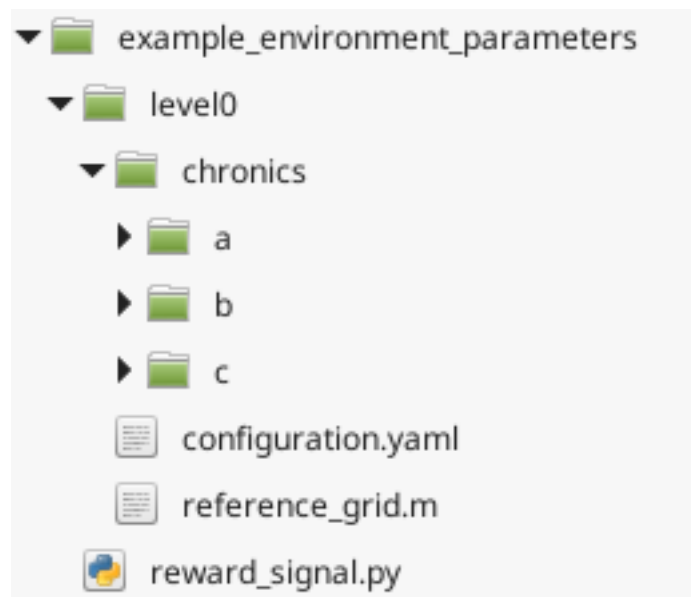 example_environment_parameters
level0
chronics
a
b
c
configuration.yaml
reference_grid.m
reward_signal.py